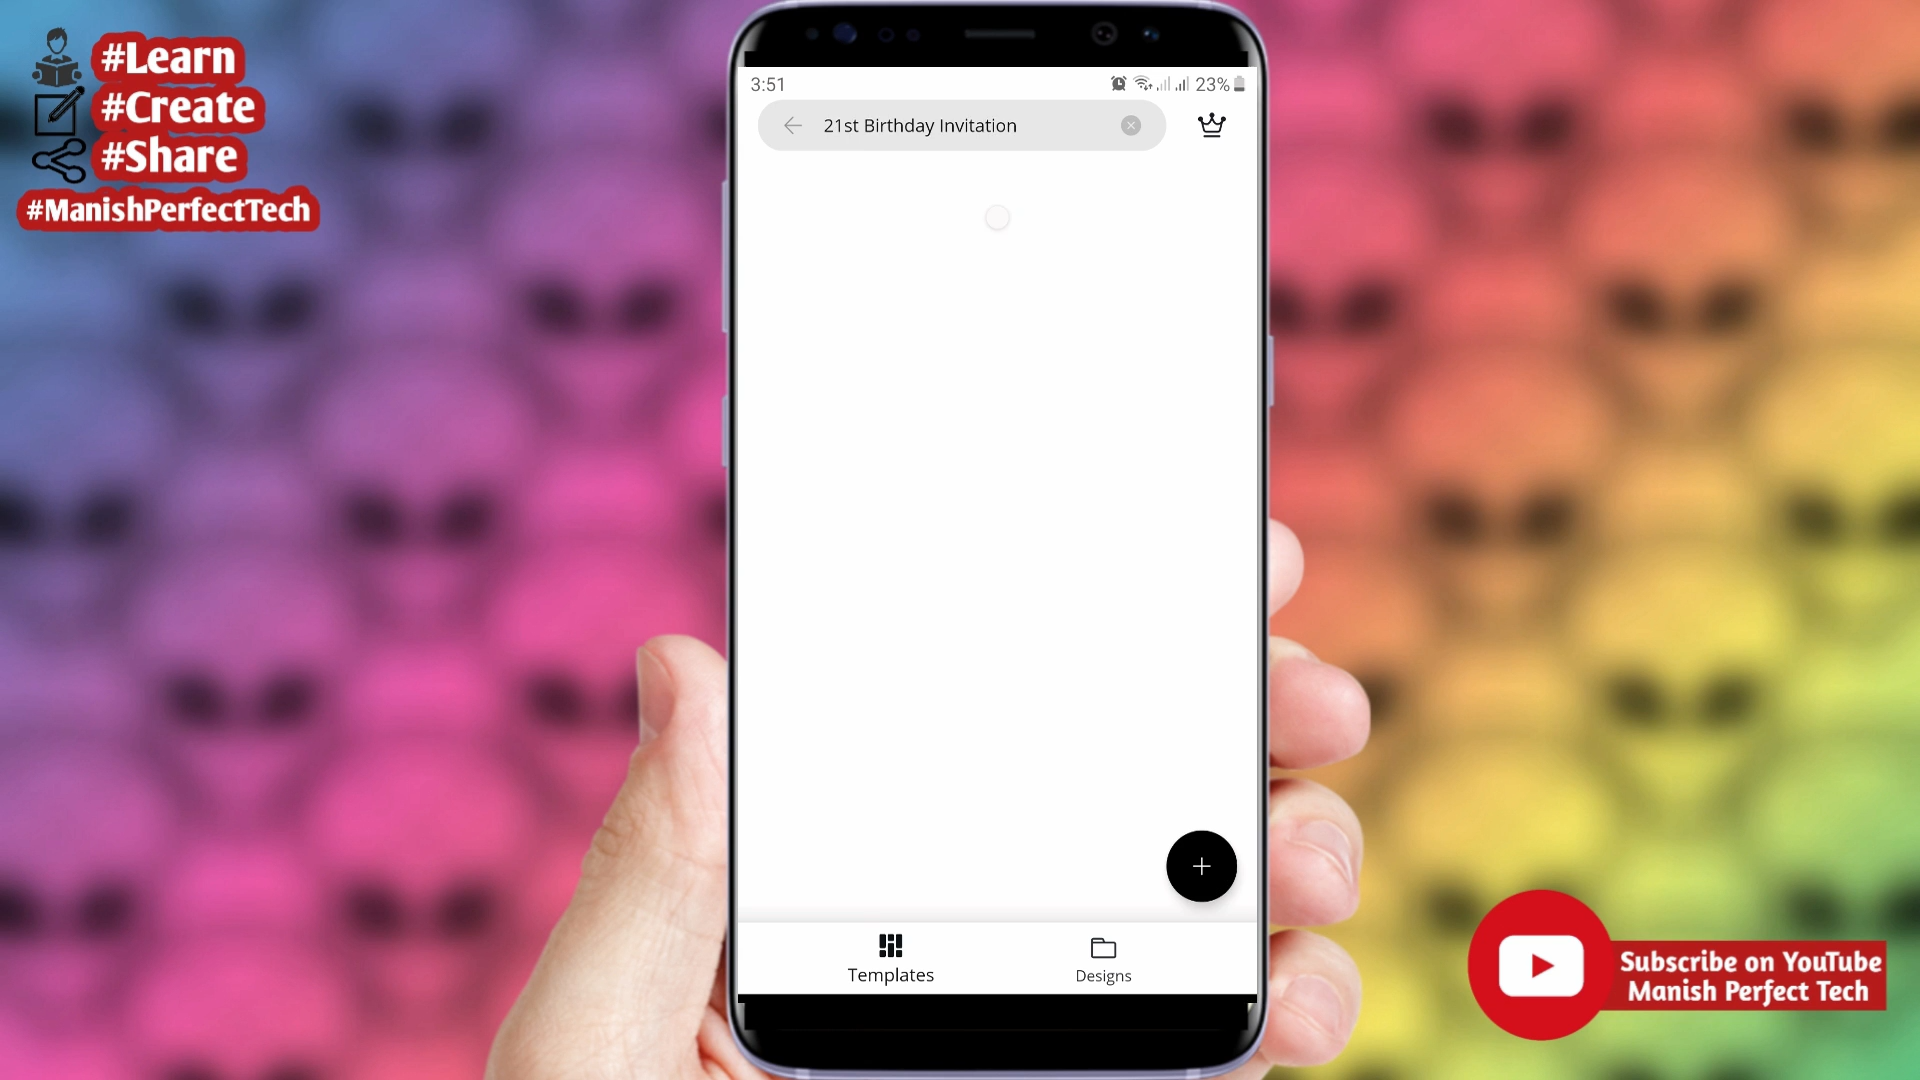 #Learn
#Create
#Share
#ManishPerfectTech
3:51
23%
21st Birthday Invitation
Templates
Designs
Subscribe on YouTube
Manish Perfect Tech